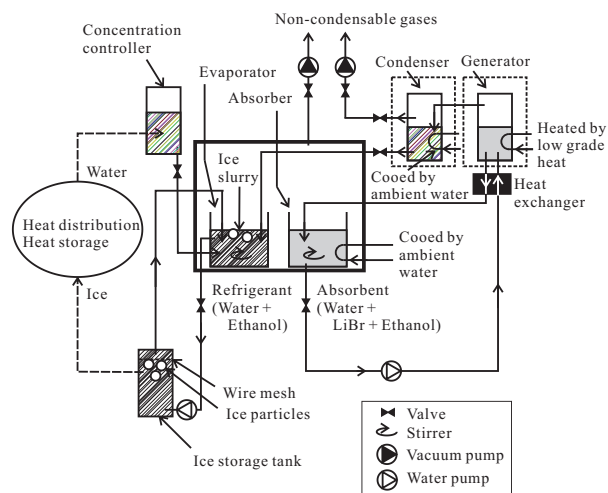 Non-condensable gases
Concentration
controller
Condenser
Generator
Evaporator
Absorber
Ice
slurry
Heated by
low grade
heat
Water
Cooed by
ambient water
Heat
exchanger
Heat distribution
Heat storage
Cooed by
ambient
water
Ice
Refrigerant
(Water +
Ethanol)
Absorbent
(Water +
LiBr + Ethanol)
Wire mesh
Ice particles
Ice storage tank
Valve
Stirrer
Vacuum pump
Water pump